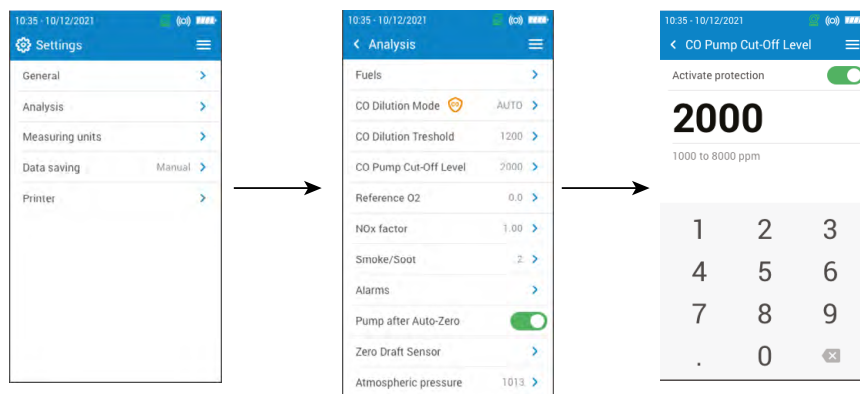 10:35 - 10/12/2021
Settings
General
Analysis
Measuring units
Data saving Manual
Printer
10:35 - 10/12/2021
Analysis
Fuels
CO Dilution Mode AUTO
CO Dilution Treshold 1200
CO Pump Cut-Off Level 2000
Reference O2 0.0
NOx factor 1.00
Smoke/Soot 2
Alarms
Pump after Auto-Zero
Zero Draft Sensor
Atmospheric pressure 1013
10:35 - 10/12/2021
CO Pump Cut-Off Level
Activate protection
2000
1000 to 8000 ppm
1 2 3
4 5 6
7 8 9
. 0